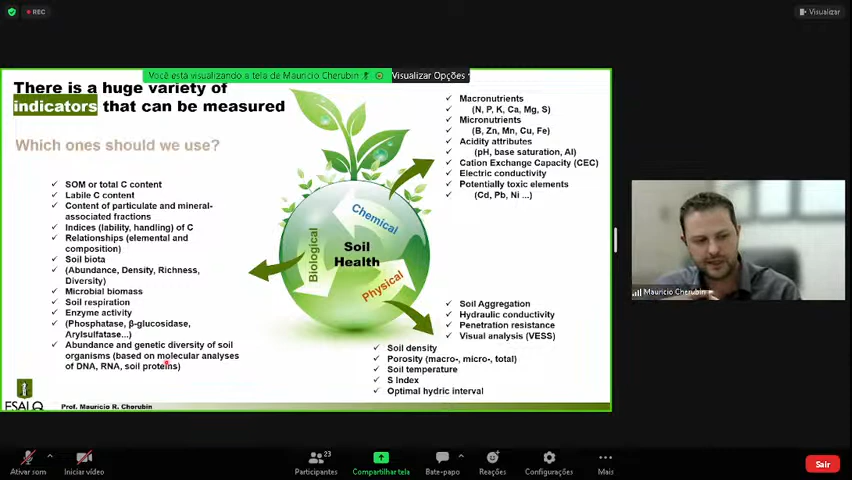 REC
Visualizar
Você está visualizando a tela de Mauricio Cherubin
Visualizar Opções
There is a huge variety of
indicators that can be measured
Which ones should we use?
✓ SOM or total C content
✓ Labile C content
✓ Content of particulate and mineral-
associated fractions
✓ Indices (lability, handling) of C
✓ Relationships (elemental and
composition)
✓ Soil biota
✓ (Abundance, Density, Richness,
Diversity)
✓ Microbial biomass
✓ Soil respiration
✓ Enzyme activity
✓ (Phosphatase, β-glucosidase,
Arylsulfatase...)
✓ Abundance and genetic diversity of soil
organisms (based on molecular analyses
of DNA, RNA, soil proteins)
Biological
Chemical
Physical
Soil
Health
✓ Macronutrients
✓ (N, P, K, Ca, Mg, S)
✓ Micronutrients
✓ (B, Zn, Mn, Cu, Fe)
✓ Acidity attributes
✓ (pH, base saturation, Al)
✓ Cation Exchange Capacity (CEC)
✓ Electric conductivity
✓ Potentially toxic elements
✓ (Cd, Pb, Ni ...)
✓ Soil Aggregation
✓ Hydraulic conductivity
✓ Penetration resistance
✓ Visual analysis (VESS)
✓ Soil density
✓ Porosity (macro-, micro-, total)
✓ Soil temperature
✓ S Index
✓ Optimal hydric interval
ESALQ
Prof. Mauricio R. Cherubin
Mauricio Cherubin
Ativar som
Iniciar vídeo
23
Participantes
Compartilhar tela
Bate-papo
Reações
Configurações
Mais
Sair